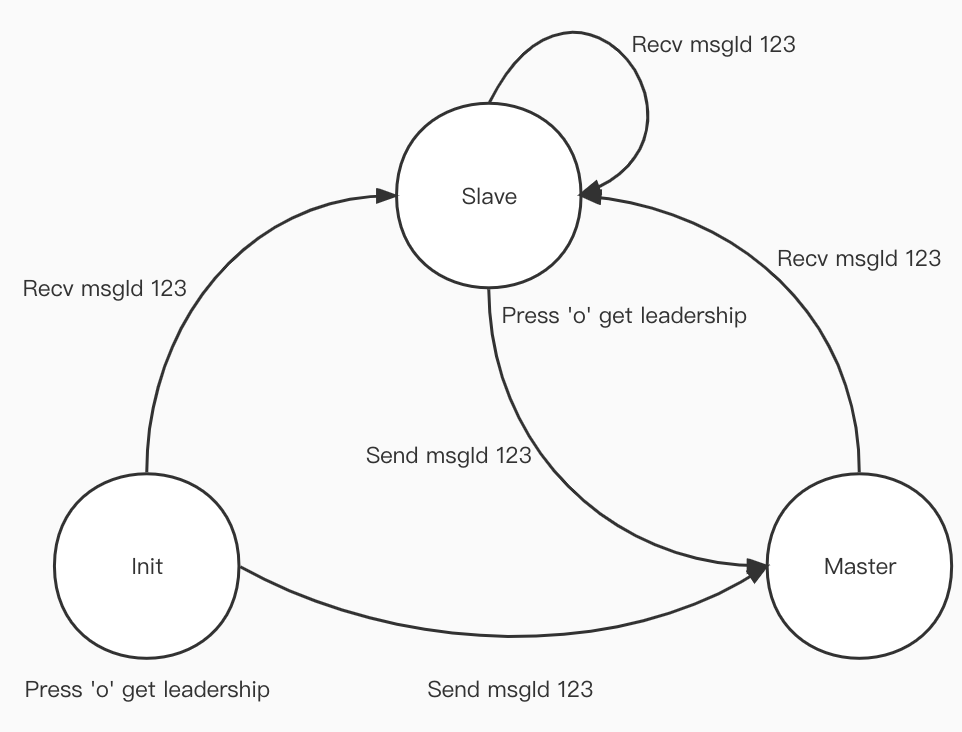 Recv msgId 123
Slave
Recv msgId 123
Recv msgId 123
Press 'o' get leadership
Send msgId 123
Init
Master
Press 'o' get leadership
Send msgId 123